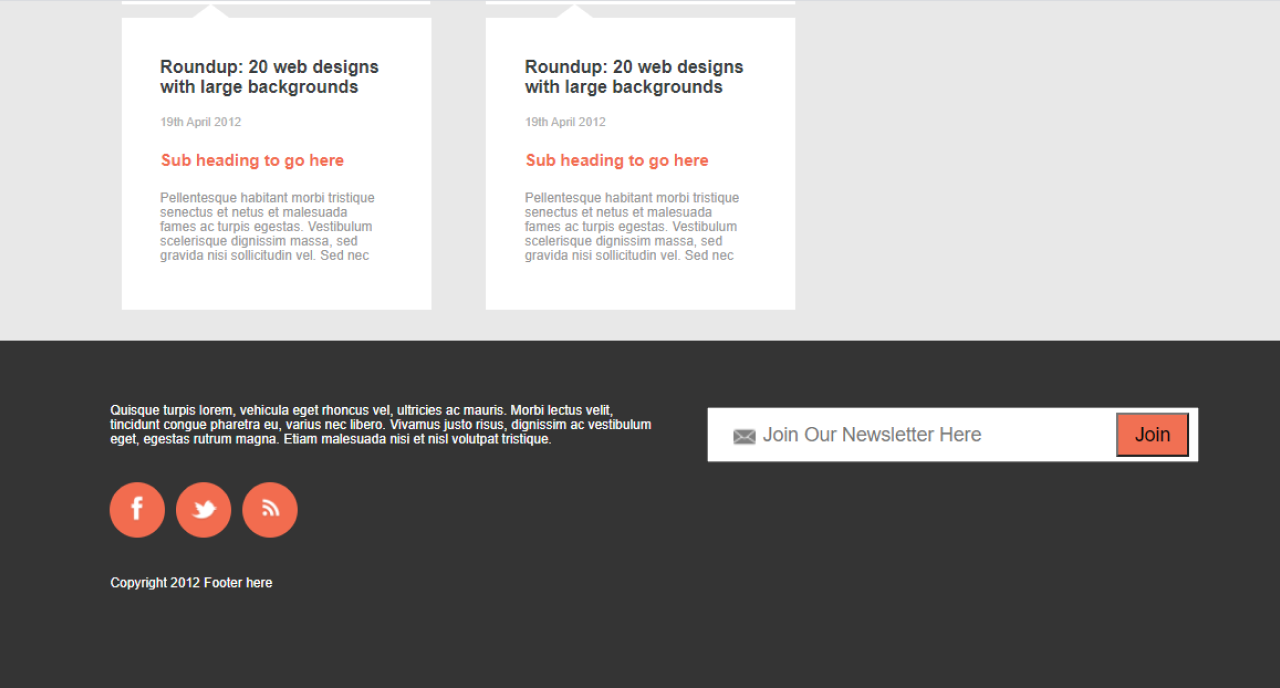 Roundup: 20 web designs
with large backgrounds
19th April 2012
Sub heading to go here
Pellentesque habitant morbi tristique
senectus et netus et malesuada
fames ac turpis egestas. Vestibulum
scelerisque dignissim massa, sed
gravida nisi sollicitudin vel. Sed nec
Roundup: 20 web designs
with large backgrounds
19th April 2012
Sub heading to go here
Pellentesque habitant morbi tristique
senectus et netus et malesuada
fames ac turpis egestas. Vestibulum
scelerisque dignissim massa, sed
gravida nisi sollicitudin vel. Sed nec
Quisque turpis lorem, vehicula eget rhoncus vel, ultricies ac mauris. Morbi lectus velit,
tincidunt congue pharetra eu, varius nec libero. Vivamus justo risus, dignissim ac vestibulum
eget, egestas rutrum magna. Etiam malesuada nisi et nisl volutpat tristique.
Join Our Newsletter Here
Join
Copyright 2012 Footer here